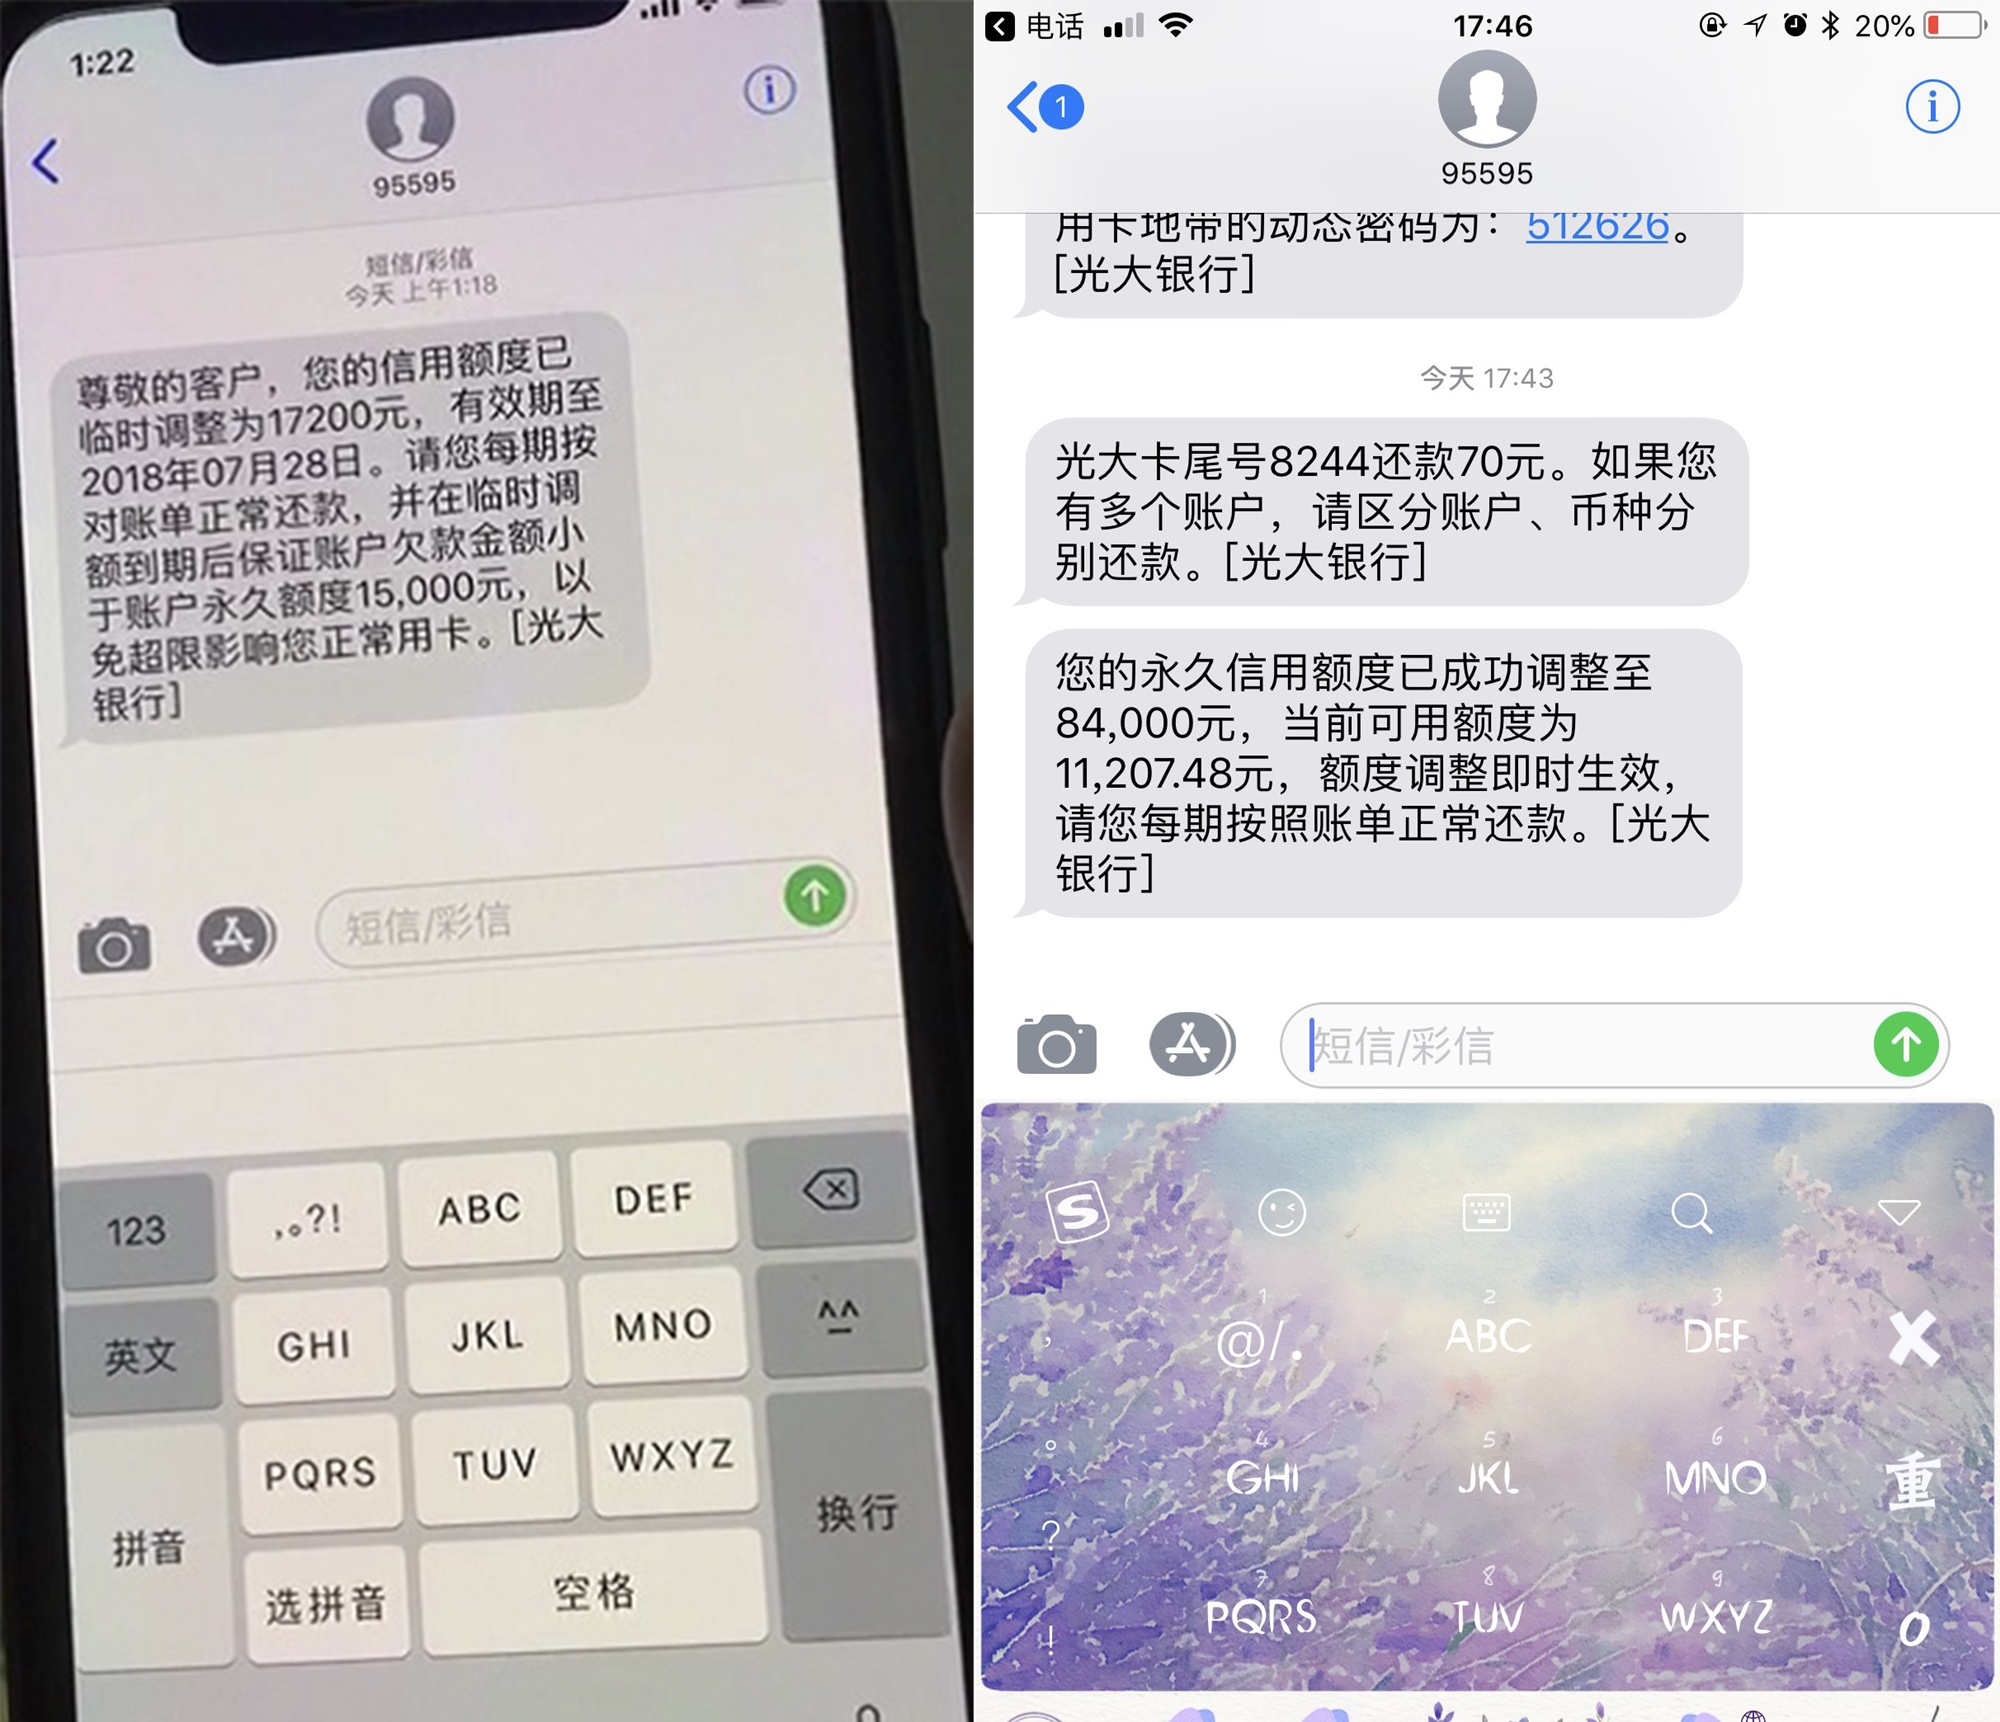 1:22
95595
短信/彩信
今天 上午1:18
尊敬的客户，您的信用额度已
临时调整为17200元，有效期至
2018年07月28日。请您每期按
对账单正常还款，并在临时调
额到期后保证账户欠款金额小
于账户永久额度15,000元，以
免超限影响您正常用卡。[光大
银行]
短信/彩信
123
,。?!
ABC
DEF
英文
GHI
JKL
MNO
^^
拼音
PQRS
TUV
WXYZ
换行
选拼音
空格
电话
17:46
20%
1
95595
用卡地带的动态密码为：512626。
[光大银行]
今天 17:43
光大卡尾号8244还款70元。如果您
有多个账户，请区分账户、币种分
别还款。[光大银行]
您的永久信用额度已成功调整至
84,000元，当前可用额度为
11,207.48元，额度调整即时生效，
请您每期按照账单正常还款。[光大
银行]
短信/彩信
S
,
1
@/.
2
ABC
3
DEF
。
4
GHI
5
JKL
6
MNO
重
?
7
PQRS
8
TUV
9
WXYZ
0
!